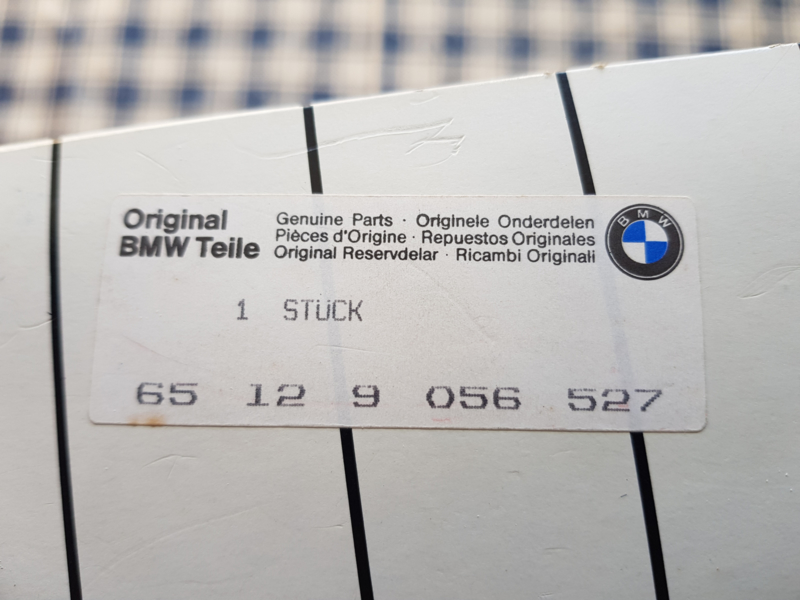 Original
BMW Teile
Genuine Parts · Originele Onderdelen
Pièces d'Origine · Repuestos Originales
Original Reservdelar · Ricambi Originali
BMW
1 STÜCK
65 12 9 056 527